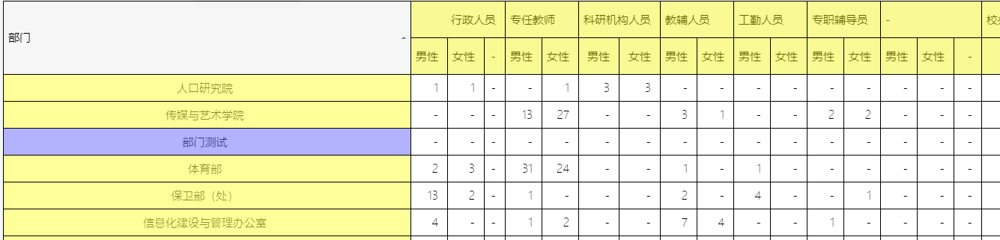 部门 行政人员 专任教师 科研机构人员 教辅人员 工勤人员 专职辅导员 -
男性 女性 - 男性 女性 男性 女性 男性 女性 男性 女性 男性 女性 男性 女性 -
人口研究院 1 1 - - 1 3 3 - - - - - - - - -
传媒与艺术学院 - - - 13 27 - - 3 1 - - 2 2 - - -
部门测试 - - - - - - - - - - - - - - - -
体育部 2 3 - 31 24 - - 1 - 1 - - - - - -
保卫部（处） 13 2 - 1 - - - 2 - 4 - - 1 - - -
信息化建设与管理办公室 4 - - 1 2 - - 7 4 - - 1 - - - -